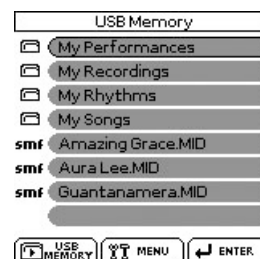 USB Memory
My Performances
My Recordings
My Rhythms
My Songs
smf Amazing Grace.MID
smf Aura Lee.MID
smf Guantanamera.MID
USB MEMORY MENU ENTER